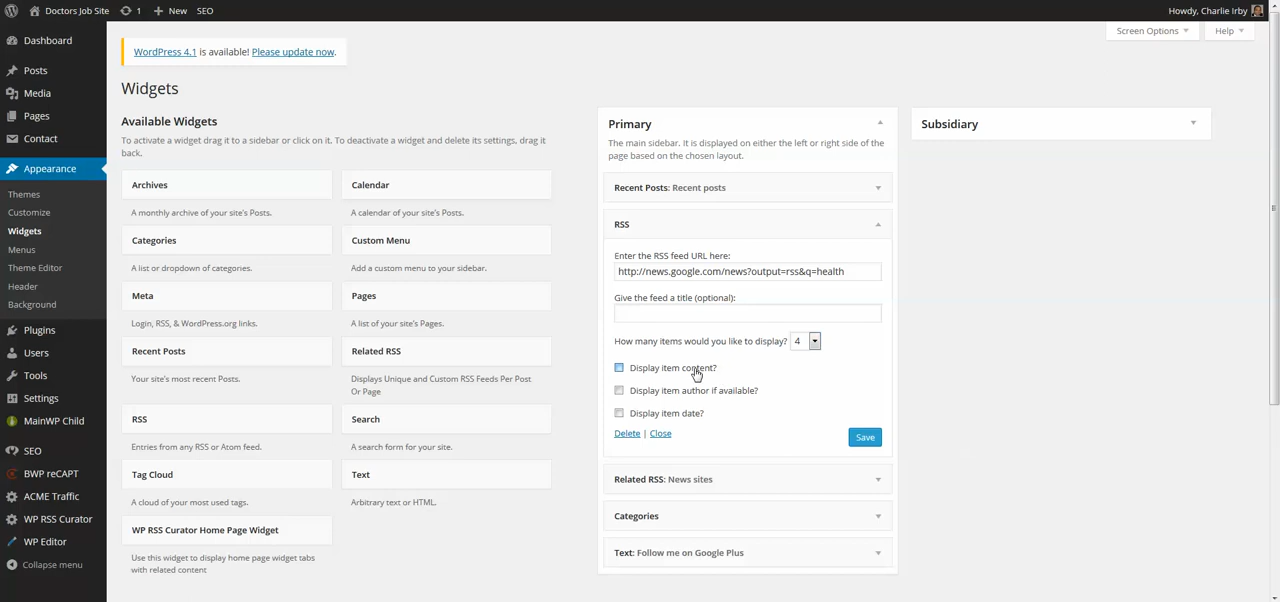 Doctors Job Site 1 New SEO Howdy, Charlie Irby
Screen Options Help
Dashboard
Posts
Media
Pages
Contact
Appearance
Themes
Customize
Widgets
Menus
Theme Editor
Header
Background
Plugins
Users
Tools
Settings
MainWP Child
SEO
BWP reCAPT
ACME Traffic
WP RSS Curator
WP Editor
Collapse menu
WordPress 4.1 is available! Please update now.
Widgets
Available Widgets
To activate a widget drag it to a sidebar or click on it. To deactivate a widget and delete its settings, drag it
back.
Archives
A monthly archive of your site's Posts.
Calendar
A calendar of your site's Posts.
Categories
A list or dropdown of categories.
Custom Menu
Add a custom menu to your sidebar.
Meta
Login, RSS, & WordPress.org links.
Pages
A list of your site's Pages.
Recent Posts
Your site's most recent Posts.
Related RSS
Displays Unique and Custom RSS Feeds Per Post
Or Page
RSS
Entries from any RSS or Atom feed.
Search
A search form for your site.
Tag Cloud
A cloud of your most used tags.
Text
Arbitrary text or HTML.
WP RSS Curator Home Page Widget
Use this widget to display home page widget tabs
with related content
Primary
The main sidebar. It is displayed on either the left or right side of the
page based on the chosen layout.
Recent Posts: Recent posts
RSS
Enter the RSS feed URL here:
http://news.google.com/news?output=rss&q=health
Give the feed a title (optional):
How many items would you like to display? 4
Display item content?
Display item author if available?
Display item date?
Delete | Close
Save
Related RSS: News sites
Categories
Text: Follow me on Google Plus
Subsidiary